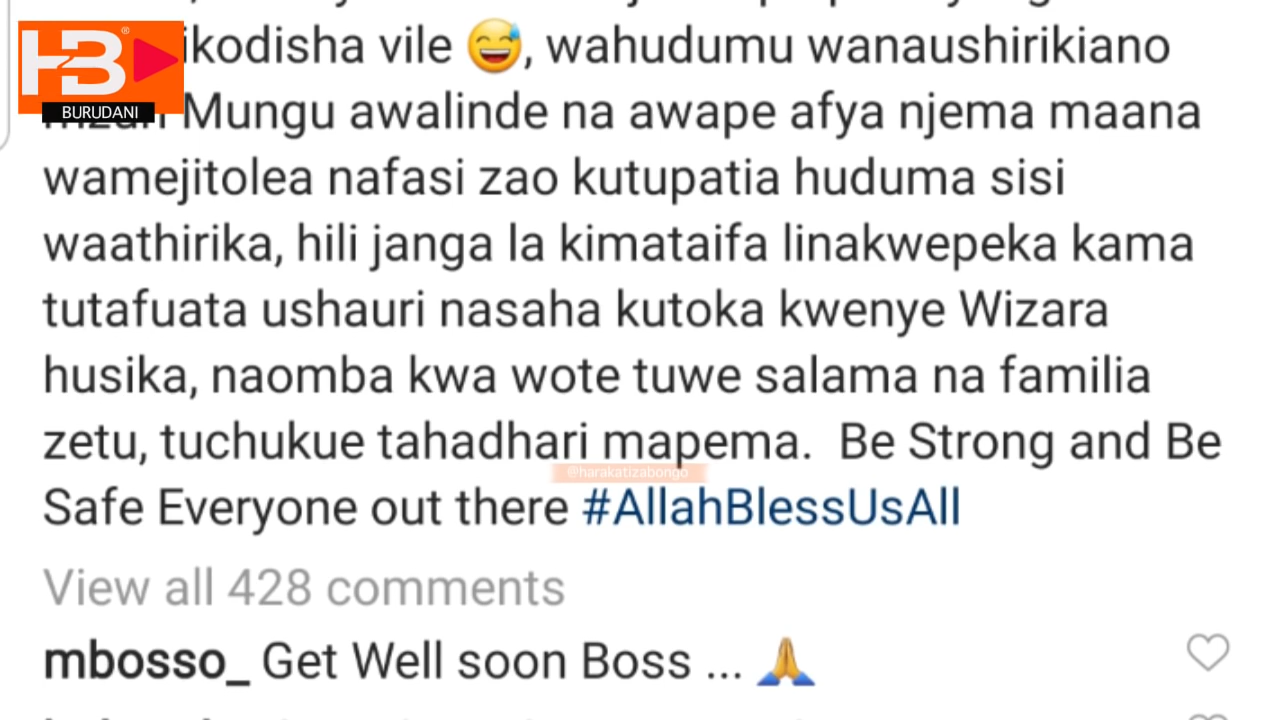 HB®
BURUDANI
ikodisha vile 😅, wahudumu wanaushirikiano
Mungu awalinde na awape afya njema maana
wamejitolea nafasi zao kutupatia huduma sisi
waathirika, hili janga la kimataifa linakwepeka kama
tutafuata ushauri nasaha kutoka kwenye Wizara
husika, naomba kwa wote tuwe salama na familia
zetu, tuchukue tahadhari mapema. Be Strong and Be
@harakatizabongo
Safe Everyone out there #AllahBlessUsAll
View all 428 comments
mbosso_ Get Well soon Boss ... 🙏